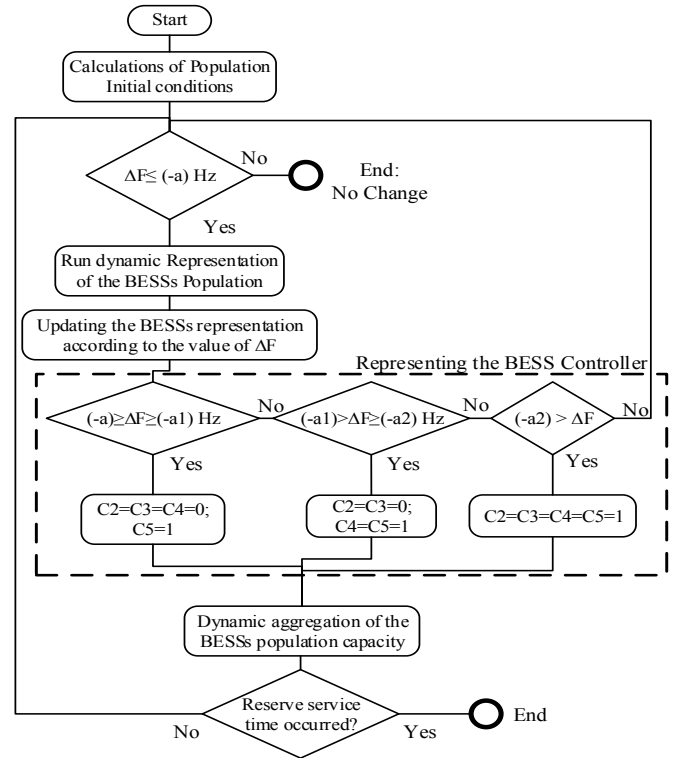 Start
Calculations of Population
Initial conditions
ΔF≤ (-a) Hz
No
End:
No Change
Yes
Run dynamic Representation
of the BESSs Population
Updating the BESSs representation
according to the value of ΔF
Representing the BESS Controller
(-a)≥ΔF≥(-a1) Hz
No
(-a1)>ΔF≥(-a2) Hz
No
(-a2) > ΔF
No
Yes
Yes
Yes
C2=C3=C4=0;
C5=1
C2=C3=0;
C4=C5=1
C2=C3=C4=C5=1
Dynamic aggregation of the
BESSs population capacity
Reserve service
time occurred?
No
Yes
End